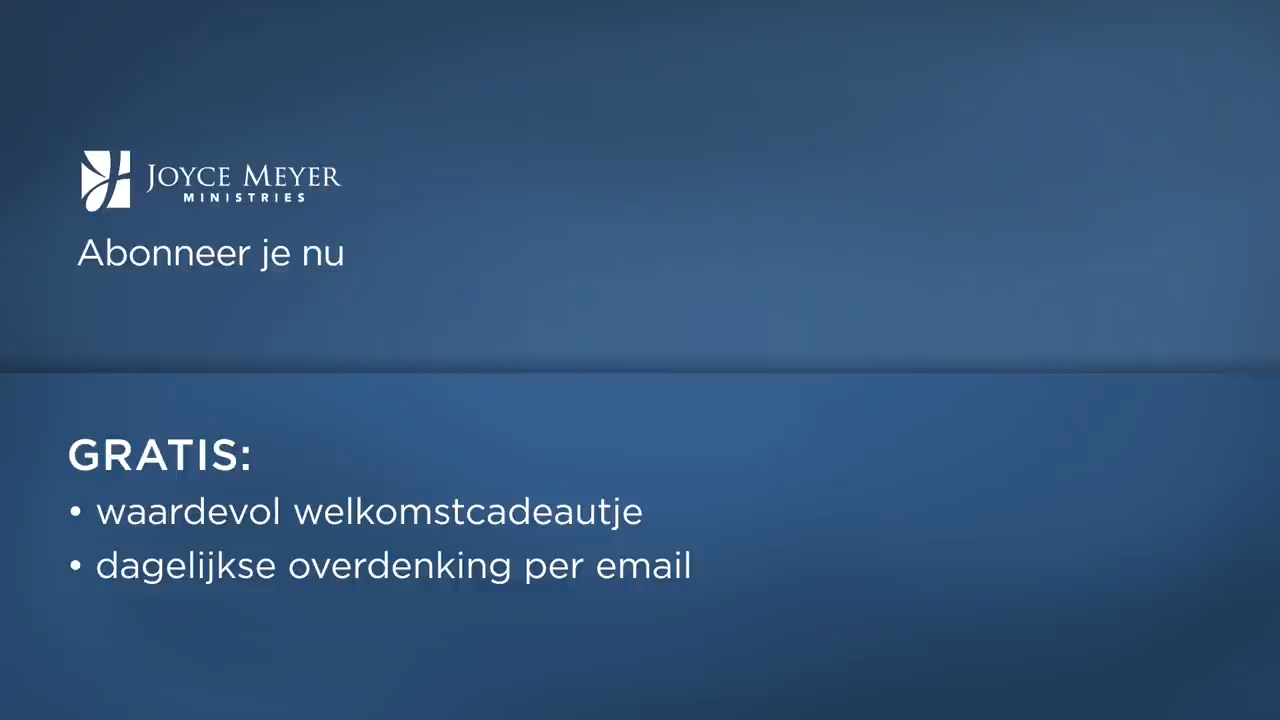 JOYCE MEYER
MINISTRIES
Abonneer je nu
GRATIS:
• waardevol welkomstcadeautje
• dagelijkse overdenking per email